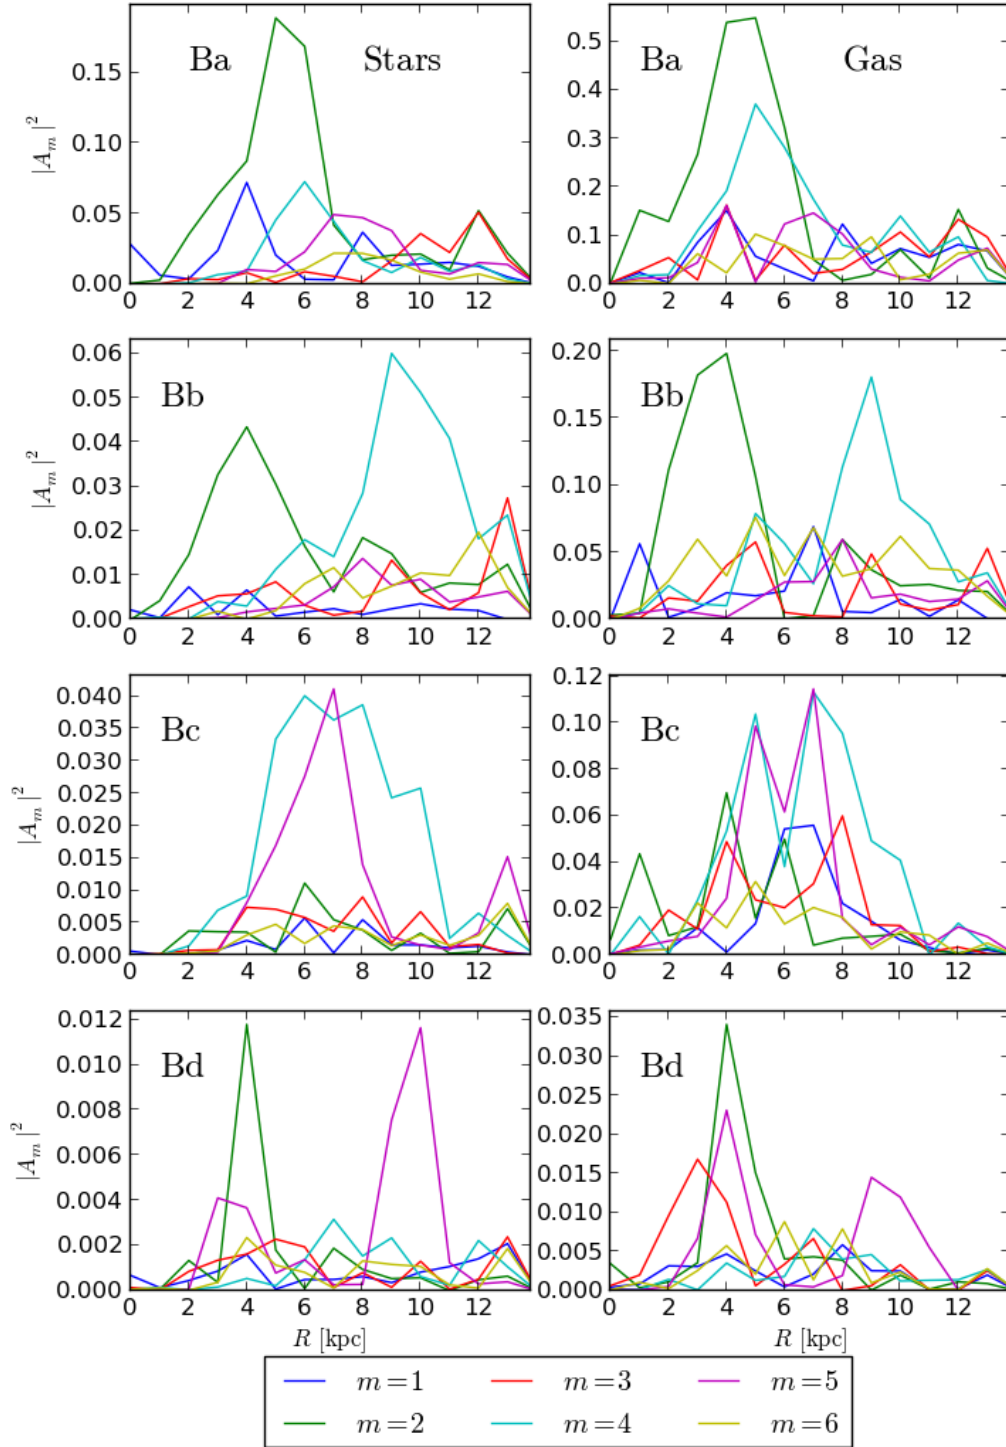 Ba Stars
|A_m|^2
0.15
0.10
0.05
0.00
0 2 4 6 8 10 12
Ba Gas
0.5
0.4
0.3
0.2
0.1
0.0
0 2 4 6 8 10 12
Bb
|A_m|^2
0.06
0.05
0.04
0.03
0.02
0.01
0.00
0 2 4 6 8 10 12
Bb
0.20
0.15
0.10
0.05
0.00
0 2 4 6 8 10 12
Bc
|A_m|^2
0.040
0.035
0.030
0.025
0.020
0.015
0.010
0.005
0.000
0 2 4 6 8 10 12
Bc
0.12
0.10
0.08
0.06
0.04
0.02
0.00
0 2 4 6 8 10 12
Bd
|A_m|^2
0.012
0.010
0.008
0.006
0.004
0.002
0.000
0 2 4 6 8 10 12
R [kpc]
Bd
0.035
0.030
0.025
0.020
0.015
0.010
0.005
0.000
0 2 4 6 8 10 12
R [kpc]
m=1 m=3 m=5
m=2 m=4 m=6